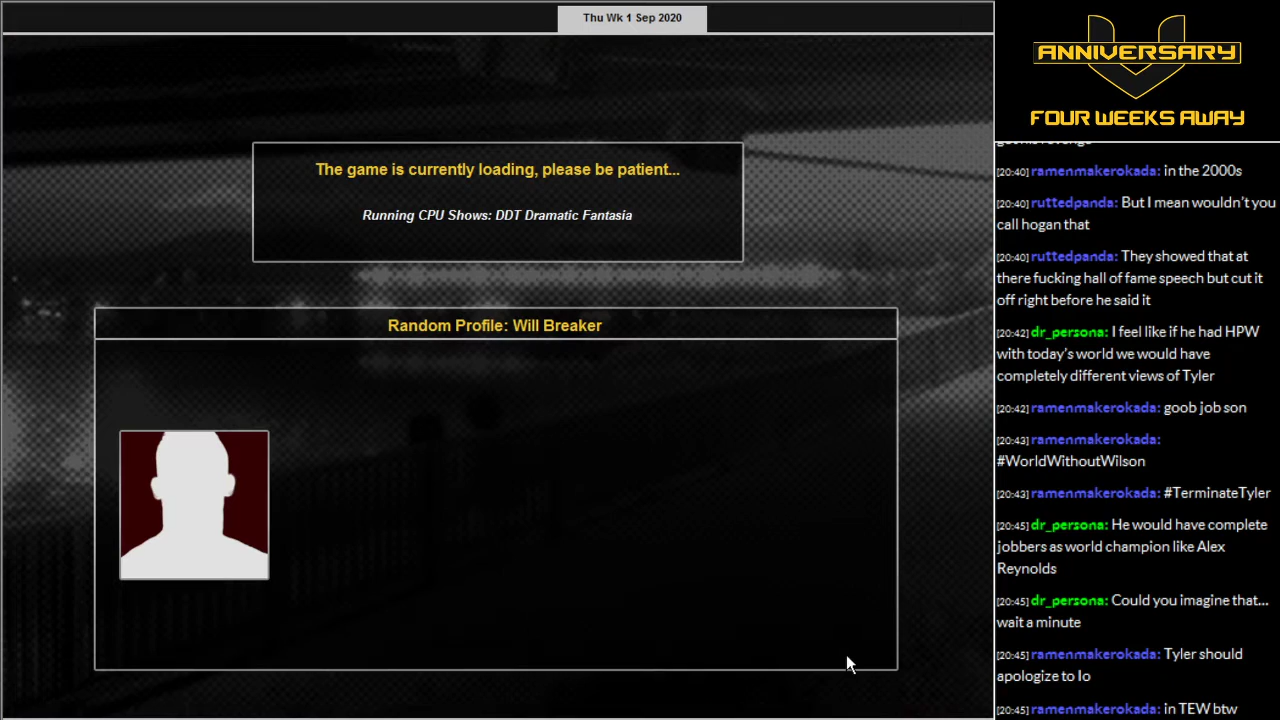 Thu Wk 1 Sep 2020
The game is currently loading, please be patient...
Running CPU Shows: DDT Dramatic Fantasia
Random Profile: Will Breaker
ANNIVERSARY
FOUR WEEKS AWAY
[20:40] ramenmakerokada: in the 2000s
[20:40] ruttedpanda: But I mean wouldn't you
call hogan that
[20:40] ruttedpanda: They showed that at
there fucking hall of fame speech but cut it
off right before he said it
[20:42] dr_persona: I feel like if he had HPW
with today's world we would have
completely different views of Tyler
[20:42] ramenmakerokada: goob job son
[20:43] ramenmakerokada:
#WorldWithoutWilson
[20:43] ramenmakerokada: #TerminateTyler
[20:45] dr_persona: He would have complete
jobbers as world champion like Alex
Reynolds
[20:45] dr_persona: Could you imagine that...
wait a minute
[20:45] ramenmakerokada: Tyler should
apologize to Io
[20:45] ramenmakerokada: in TEW btw